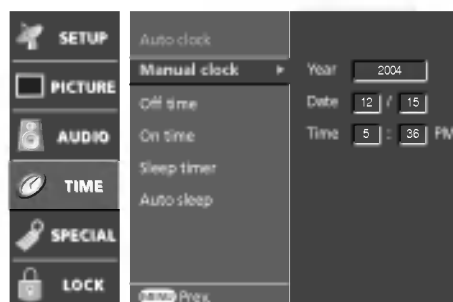 SETUP
PICTURE
AUDIO
TIME
SPECIAL
LOCK
Auto clock
Manual clock ▶
Off time
On time
Sleep timer
Auto sleep
MENU Prev.
Year 2004
Date 12 / 15
Time 5 : 36 PM